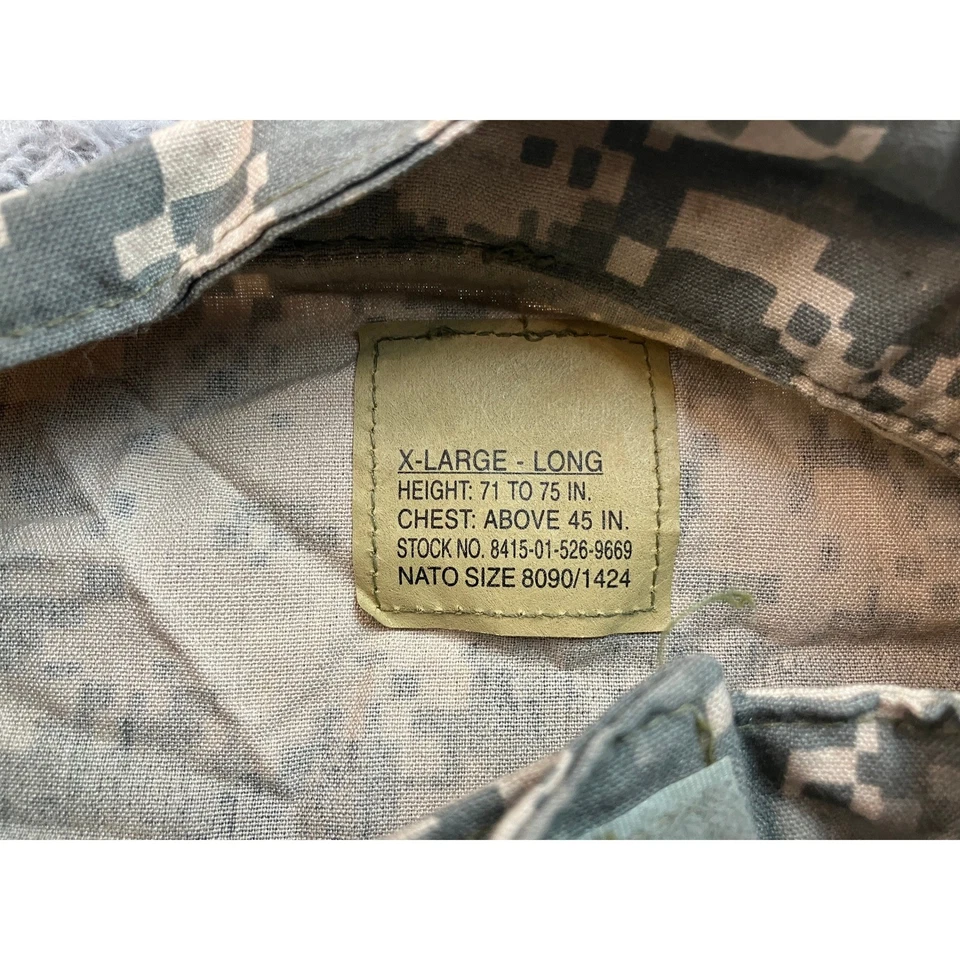 X-LARGE - LONG
HEIGHT: 71 TO 75 IN.
CHEST: ABOVE 45 IN.
STOCK NO. 8415-01-526-9669
NATO SIZE 8090/1424